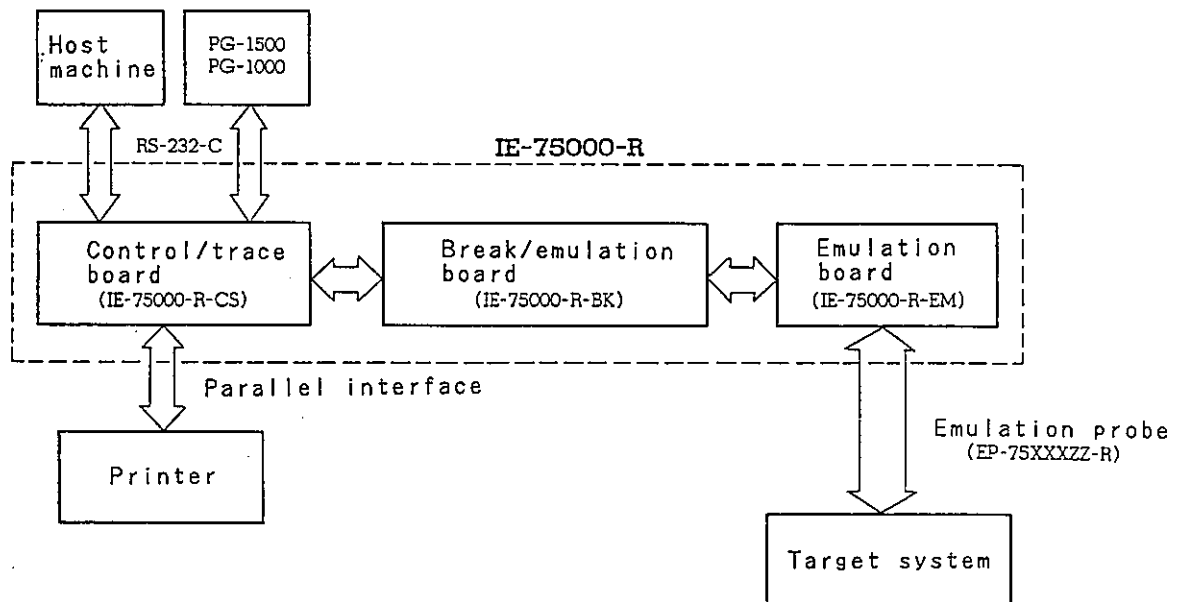 Host
machine
PG-1500
PG-1000
RS-232-C
IE-75000-R
Control/trace
board
(IE-75000-R-CS)
Break/emulation
board
(IE-75000-R-BK)
Emulation
board
(IE-75000-R-EM)
Parallel interface
Printer
Emulation probe
(EP-75XXXZZ-R)
Target system